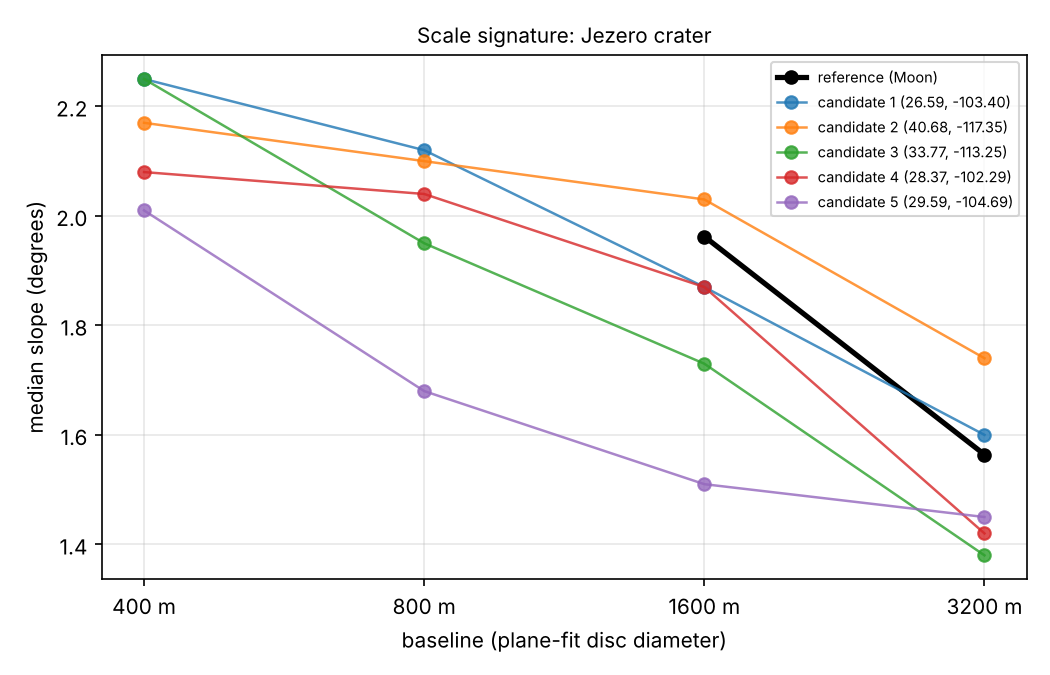 Scale signature: Jezero crater
reference (Moon)
candidate 1 (26.59, -103.40)
candidate 2 (40.68, -117.35)
candidate 3 (33.77, -113.25)
candidate 4 (28.37, -102.29)
candidate 5 (29.59, -104.69)
median slope (degrees)
2.2
2.0
1.8
1.6
1.4
400 m
800 m
1600 m
3200 m
baseline (plane-fit disc diameter)